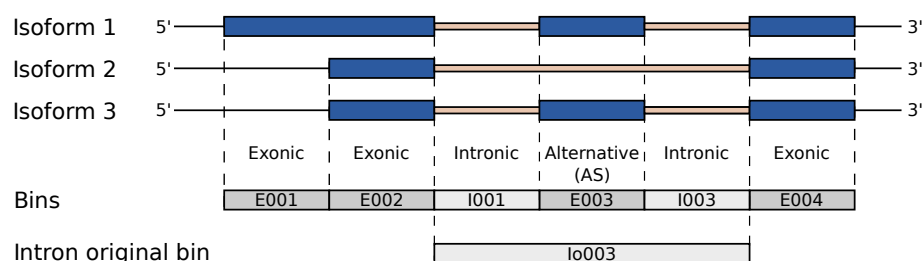 Isoform 1 5' 3'
Isoform 2 5' 3'
Isoform 3 5' 3'
Exonic Exonic Intronic Alternative (AS) Intronic Exonic
Bins E001 E002 I001 E003 I003 E004
Intron original bin Io003